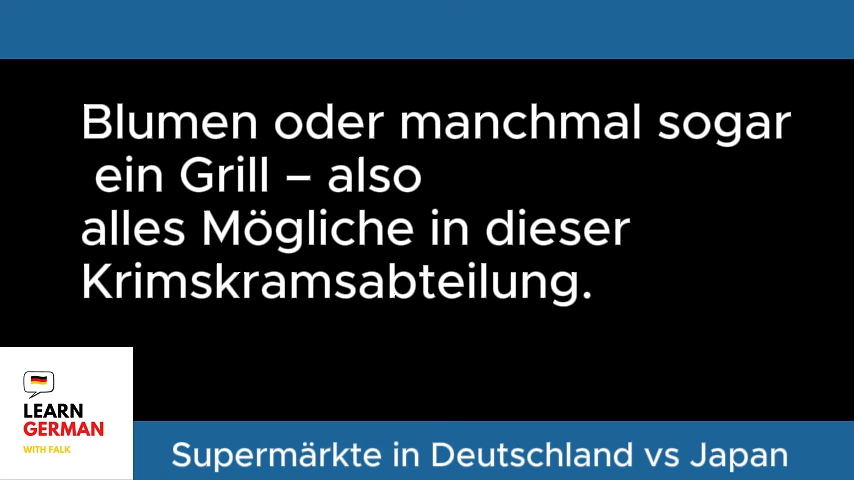 Blumen oder manchmal sogar
ein Grill – also
alles Mögliche in dieser
Krimskramsabteilung.
LEARN
GERMAN
WITH FALK
Supermärkte in Deutschland vs Japan